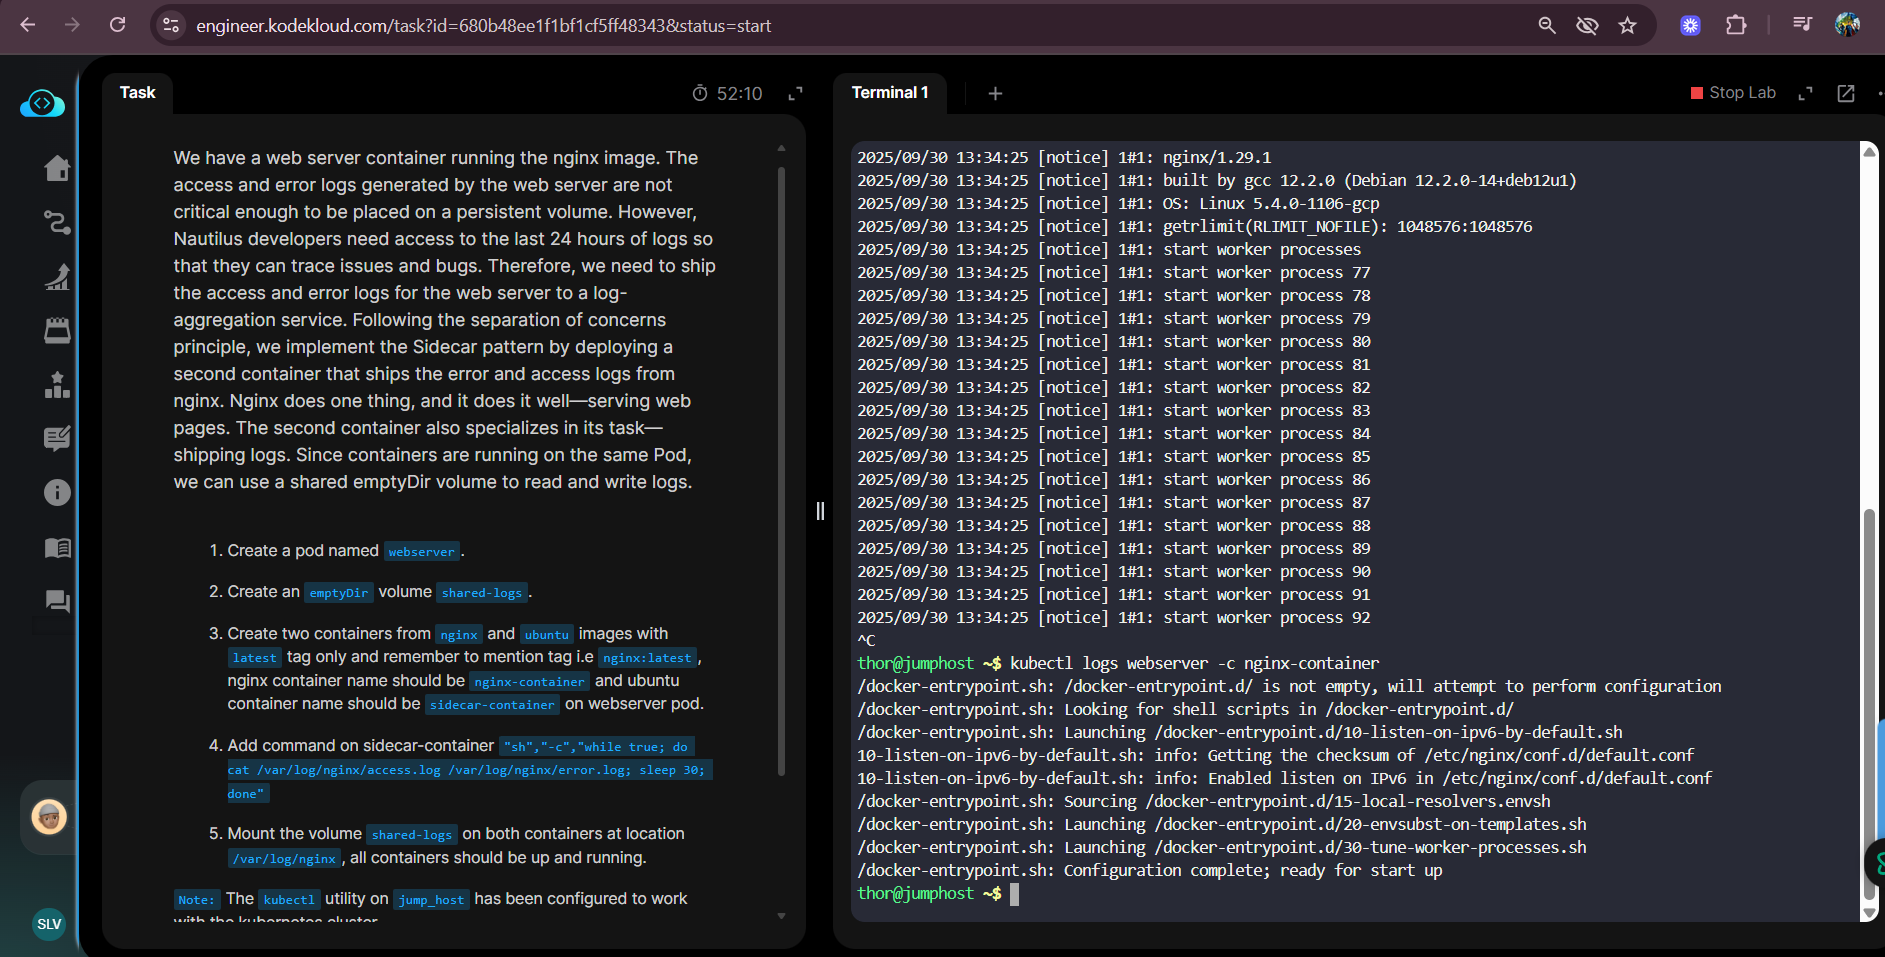 engineer.kodekloud.com/task?id=680b48ee1f1bf1cf5ff48343&status=start
Task
52:10
We have a web server container running the nginx image. The
access and error logs generated by the web server are not
critical enough to be placed on a persistent volume. However,
Nautilus developers need access to the last 24 hours of logs so
that they can trace issues and bugs. Therefore, we need to ship
the access and error logs for the web server to a log-
aggregation service. Following the separation of concerns
principle, we implement the Sidecar pattern by deploying a
second container that ships the error and access logs from
nginx. Nginx does one thing, and it does it well—serving web
pages. The second container also specializes in its task—
shipping logs. Since containers are running on the same Pod,
we can use a shared emptyDir volume to read and write logs.
1. Create a pod named webserver.
2. Create an emptyDir volume shared-logs.
3. Create two containers from nginx and ubuntu images with
latest tag only and remember to mention tag i.e nginx:latest,
nginx container name should be nginx-container and ubuntu
container name should be sidecar-container on webserver pod.
4. Add command on sidecar-container "sh","-c","while true; do
cat /var/log/nginx/access.log /var/log/nginx/error.log; sleep 30;
done"
5. Mount the volume shared-logs on both containers at location
/var/log/nginx, all containers should be up and running.
Note: The kubectl utility on jump_host has been configured to work
with the kubernetes cluster
SLV
Terminal 1
Stop Lab
2025/09/30 13:34:25 [notice] 1#1: nginx/1.29.1
2025/09/30 13:34:25 [notice] 1#1: built by gcc 12.2.0 (Debian 12.2.0-14+deb12u1)
2025/09/30 13:34:25 [notice] 1#1: OS: Linux 5.4.0-1106-gcp
2025/09/30 13:34:25 [notice] 1#1: getrlimit(RLIMIT_NOFILE): 1048576:1048576
2025/09/30 13:34:25 [notice] 1#1: start worker processes
2025/09/30 13:34:25 [notice] 1#1: start worker process 77
2025/09/30 13:34:25 [notice] 1#1: start worker process 78
2025/09/30 13:34:25 [notice] 1#1: start worker process 79
2025/09/30 13:34:25 [notice] 1#1: start worker process 80
2025/09/30 13:34:25 [notice] 1#1: start worker process 81
2025/09/30 13:34:25 [notice] 1#1: start worker process 82
2025/09/30 13:34:25 [notice] 1#1: start worker process 83
2025/09/30 13:34:25 [notice] 1#1: start worker process 84
2025/09/30 13:34:25 [notice] 1#1: start worker process 85
2025/09/30 13:34:25 [notice] 1#1: start worker process 86
2025/09/30 13:34:25 [notice] 1#1: start worker process 87
2025/09/30 13:34:25 [notice] 1#1: start worker process 88
2025/09/30 13:34:25 [notice] 1#1: start worker process 89
2025/09/30 13:34:25 [notice] 1#1: start worker process 90
2025/09/30 13:34:25 [notice] 1#1: start worker process 91
2025/09/30 13:34:25 [notice] 1#1: start worker process 92
^C
thor@jumphost ~$ kubectl logs webserver -c nginx-container
/docker-entrypoint.sh: /docker-entrypoint.d/ is not empty, will attempt to perform configuration
/docker-entrypoint.sh: Looking for shell scripts in /docker-entrypoint.d/
/docker-entrypoint.sh: Launching /docker-entrypoint.d/10-listen-on-ipv6-by-default.sh
10-listen-on-ipv6-by-default.sh: info: Getting the checksum of /etc/nginx/conf.d/default.conf
10-listen-on-ipv6-by-default.sh: info: Enabled listen on IPv6 in /etc/nginx/conf.d/default.conf
/docker-entrypoint.sh: Sourcing /docker-entrypoint.d/15-local-resolvers.envsh
/docker-entrypoint.sh: Launching /docker-entrypoint.d/20-envsubst-on-templates.sh
/docker-entrypoint.sh: Launching /docker-entrypoint.d/30-tune-worker-processes.sh
/docker-entrypoint.sh: Configuration complete; ready for start up
thor@jumphost ~$